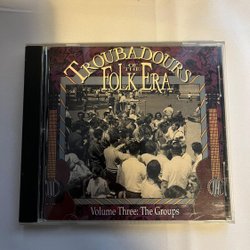 TROUBADOURS
OF THE
FOLK ERA
Volume Three: The Groups